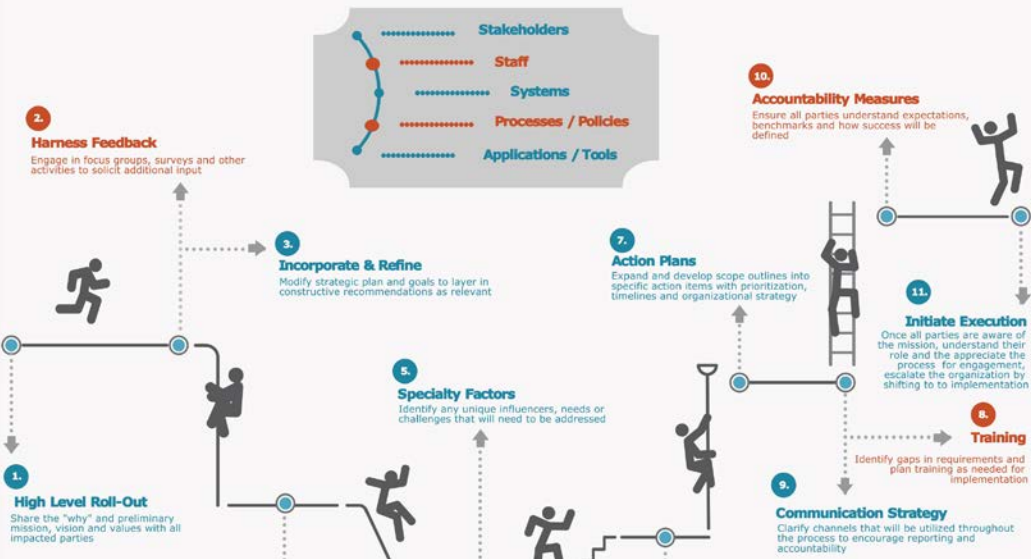 Stakeholders
Staff
Systems
Processes / Policies
Applications / Tools
10.
Accountability Measures
Ensure all parties understand expectations,
benchmarks and how success will be
defined
2.
Harness Feedback
Engage in focus groups, surveys and other
activities to solicit additional input
3.
Incorporate & Refine
Modify strategic plan and goals to layer in
constructive recommendations as relevant
7.
Action Plans
Expand and develop scope outlines into
specific action items with prioritization,
timelines and organizational strategy
11.
Initiate Execution
Once all parties are aware of
the mission, understand their
role and the appreciate the
process for engagement,
escalate the organization by
shifting to to implementation
5.
Specialty Factors
Identify any unique influencers, needs or
challenges that will need to be addressed
8.
Training
Identify gaps in requirements and
plan training as needed for
implementation
1.
High Level Roll-Out
Share the "why" and preliminary
mission, vision and values with all
impacted parties
9.
Communication Strategy
Clarify channels that will be utilized throughout
the process to encourage reporting and
accountability